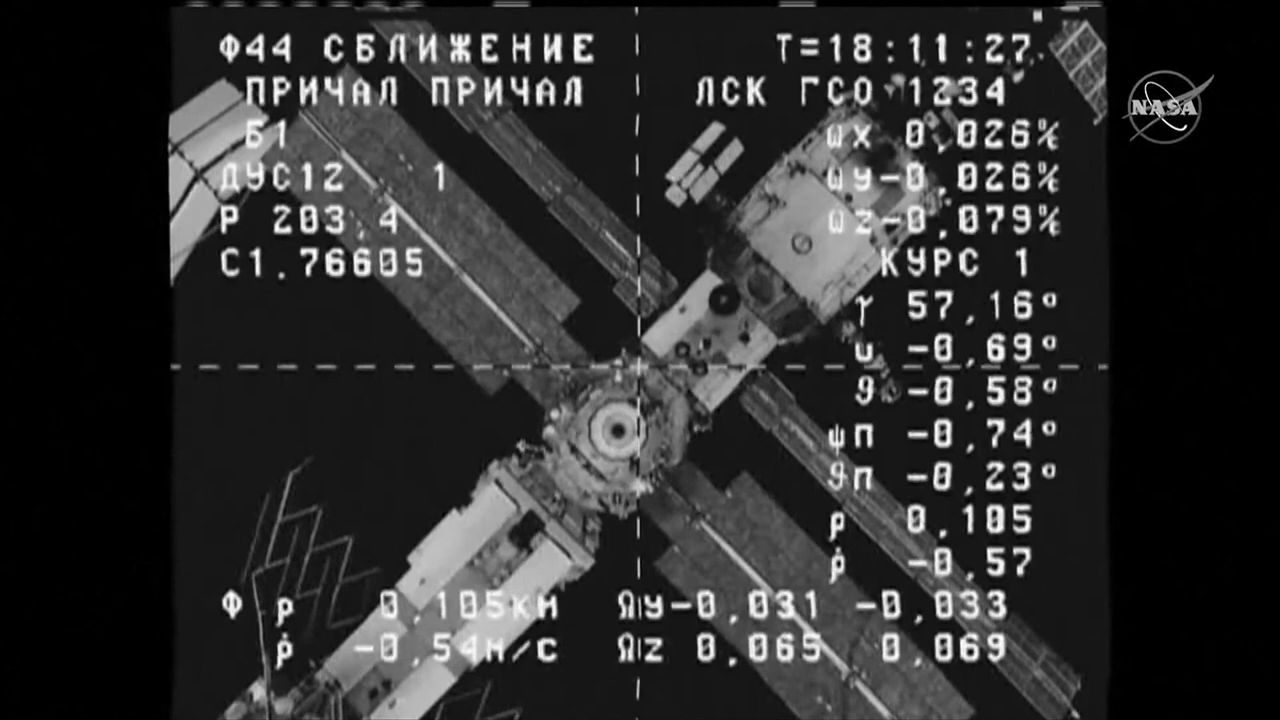 Ф44 СБЛИЖЕНИЕ T=18:11:27
ПРИЧАЛ ПРИЧАЛ ЛСК ГСО 1234
NASA
Б1 ωx 0,026%
ДУС12 1 ωy-0,026%
P 203,4 ωz-0,079%
C1.76605 КУРС 1
γ 57,16°
u -0,69°
ϑ -0,58°
ψп -0,74°
ϑп -0,23°
ρ 0,105
ρ̇ -0,57
Ф ρ 0,105км Ωy-0,031 -0,033
ρ̇ -0,54м/с Ωz 0,065 0,069